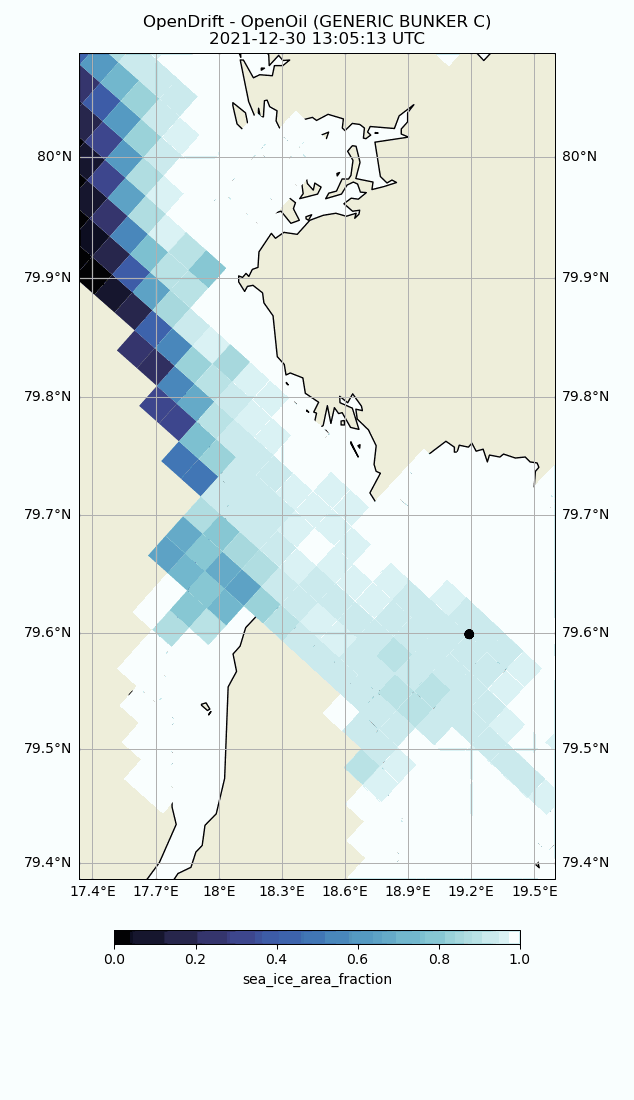 OpenDrift - OpenOil (GENERIC BUNKER C)
2021-12-30 13:05:13 UTC
80°N 80°N
79.9°N 79.9°N
79.8°N 79.8°N
79.7°N 79.7°N
79.6°N 79.6°N
79.5°N 79.5°N
79.4°N 79.4°N
17.4°E 17.7°E 18°E 18.3°E 18.6°E 18.9°E 19.2°E 19.5°E
0.0 0.2 0.4 0.6 0.8 1.0
sea_ice_area_fraction